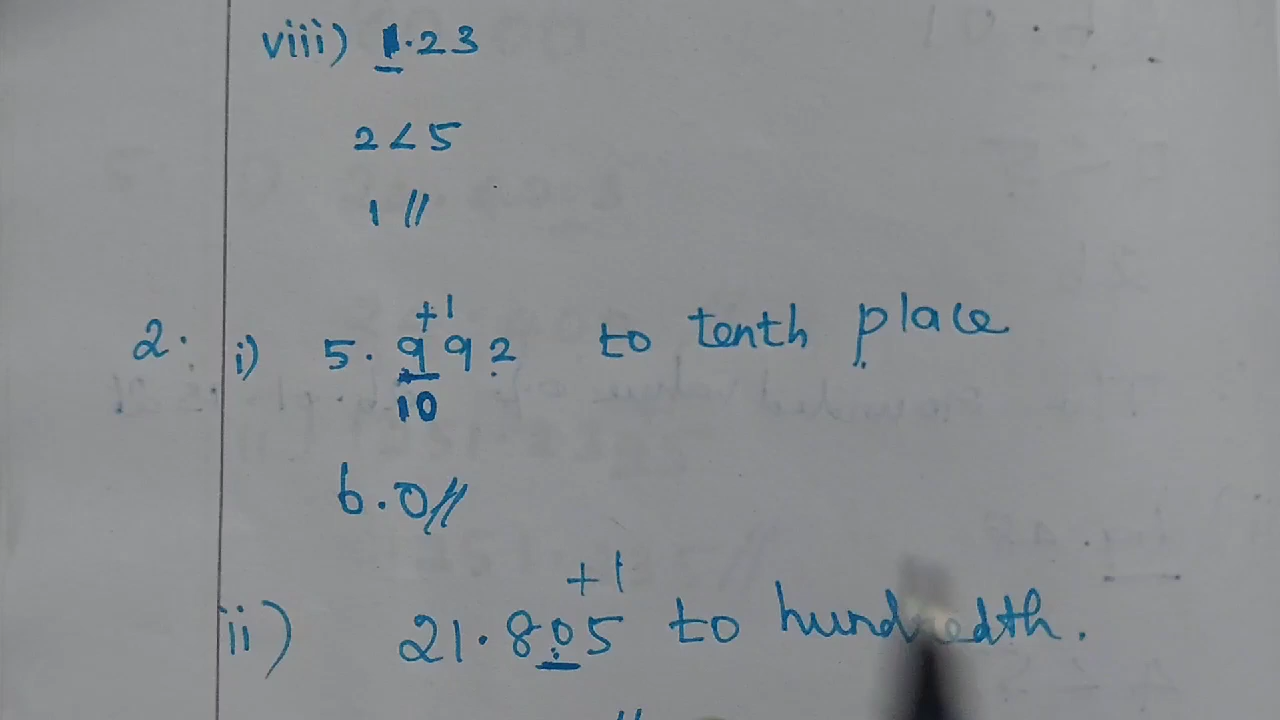 viii) 1.23
2 < 5
1 //
+1
2. i) 5.992 to tenth place
10
6.0 //
+1
ii) 21.805 to hundredth.
//